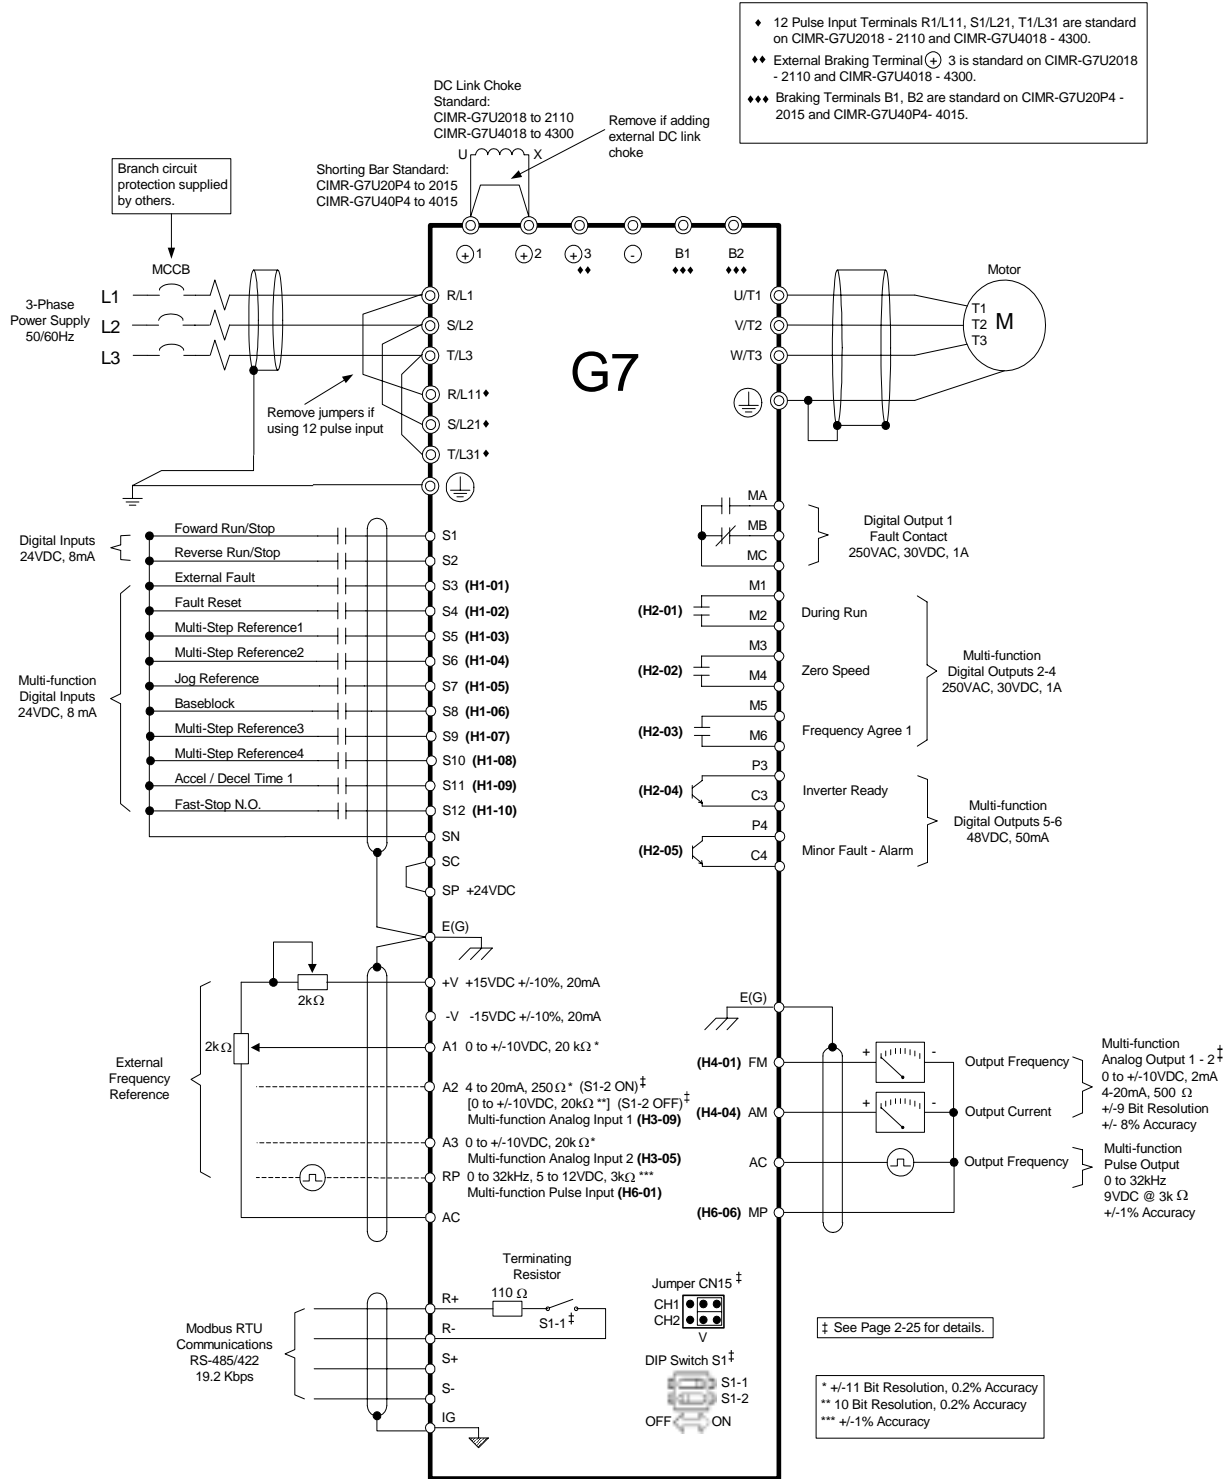 ♦ 12 Pulse Input Terminals R1/L11, S1/L21, T1/L31 are standard
on CIMR-G7U2018 - 2110 and CIMR-G7U4018 - 4300.
♦♦ External Braking Terminal + 3 is standard on CIMR-G7U2018
- 2110 and CIMR-G7U4018 - 4300.
♦♦♦ Braking Terminals B1, B2 are standard on CIMR-G7U20P4 -
2015 and CIMR-G7U40P4- 4015.
DC Link Choke
Standard:
CIMR-G7U2018 to 2110
CIMR-G7U4018 to 4300
Remove if adding
external DC link
choke
U
X
Shorting Bar Standard:
CIMR-G7U20P4 to 2015
CIMR-G7U40P4 to 4015
Branch circuit
protection supplied
by others.
MCCB
3-Phase
Power Supply
50/60Hz
L1
L2
L3
+ 1
+ 2
+ 3
♦♦
-
B1
♦♦♦
B2
♦♦♦
R/L1
S/L2
T/L3
R/L11♦
S/L21♦
T/L31♦
Remove jumpers if
using 12 pulse input
G7
U/T1
V/T2
W/T3
Motor
T1
T2
T3
M
Digital Inputs
24VDC, 8mA
Foward Run/Stop
S1
Reverse Run/Stop
S2
Multi-function
Digital Inputs
24VDC, 8 mA
External Fault
S3 (H1-01)
Fault Reset
S4 (H1-02)
Multi-Step Reference1
S5 (H1-03)
Multi-Step Reference2
S6 (H1-04)
Jog Reference
S7 (H1-05)
Baseblock
S8 (H1-06)
Multi-Step Reference3
S9 (H1-07)
Multi-Step Reference4
S10 (H1-08)
Accel / Decel Time 1
S11 (H1-09)
Fast-Stop N.O.
S12 (H1-10)
SN
SC
SP +24VDC
E(G)
MA
MB
MC
Digital Output 1
Fault Contact
250VAC, 30VDC, 1A
(H2-01)
M1
M2
During Run
(H2-02)
M3
M4
Zero Speed
(H2-03)
M5
M6
Frequency Agree 1
Multi-function
Digital Outputs 2-4
250VAC, 30VDC, 1A
(H2-04)
P3
C3
Inverter Ready
(H2-05)
P4
C4
Minor Fault - Alarm
Multi-function
Digital Outputs 5-6
48VDC, 50mA
External
Frequency
Reference
2kΩ
2kΩ
+V +15VDC +/-10%, 20mA
-V -15VDC +/-10%, 20mA
A1 0 to +/-10VDC, 20 kΩ *
A2 4 to 20mA, 250Ω* (S1-2 ON)‡
[0 to +/-10VDC, 20kΩ **] (S1-2 OFF)‡
Multi-function Analog Input 1 (H3-09)
A3 0 to +/-10VDC, 20kΩ*
Multi-function Analog Input 2 (H3-05)
RP 0 to 32kHz, 5 to 12VDC, 3kΩ ***
Multi-function Pulse Input (H6-01)
AC
E(G)
(H4-01) FM
+
-
Output Frequency
(H4-04) AM
+
-
Output Current
AC
Output Frequency
(H6-06) MP
Multi-function
Analog Output 1 - 2‡
0 to +/-10VDC, 2mA
4-20mA, 500 Ω
+/-9 Bit Resolution
+/- 8% Accuracy
Multi-function
Pulse Output
0 to 32kHz
9VDC @ 3k Ω
+/-1% Accuracy
Modbus RTU
Communications
RS-485/422
19.2 Kbps
R+
R-
S+
S-
IG
Terminating
Resistor
110 Ω
S1-1‡
Jumper CN15 ‡
CH1
CH2
V
DIP Switch S1‡
S1-1
S1-2
OFF
ON
‡ See Page 2-25 for details.
* +/-11 Bit Resolution, 0.2% Accuracy
** 10 Bit Resolution, 0.2% Accuracy
*** +/-1% Accuracy